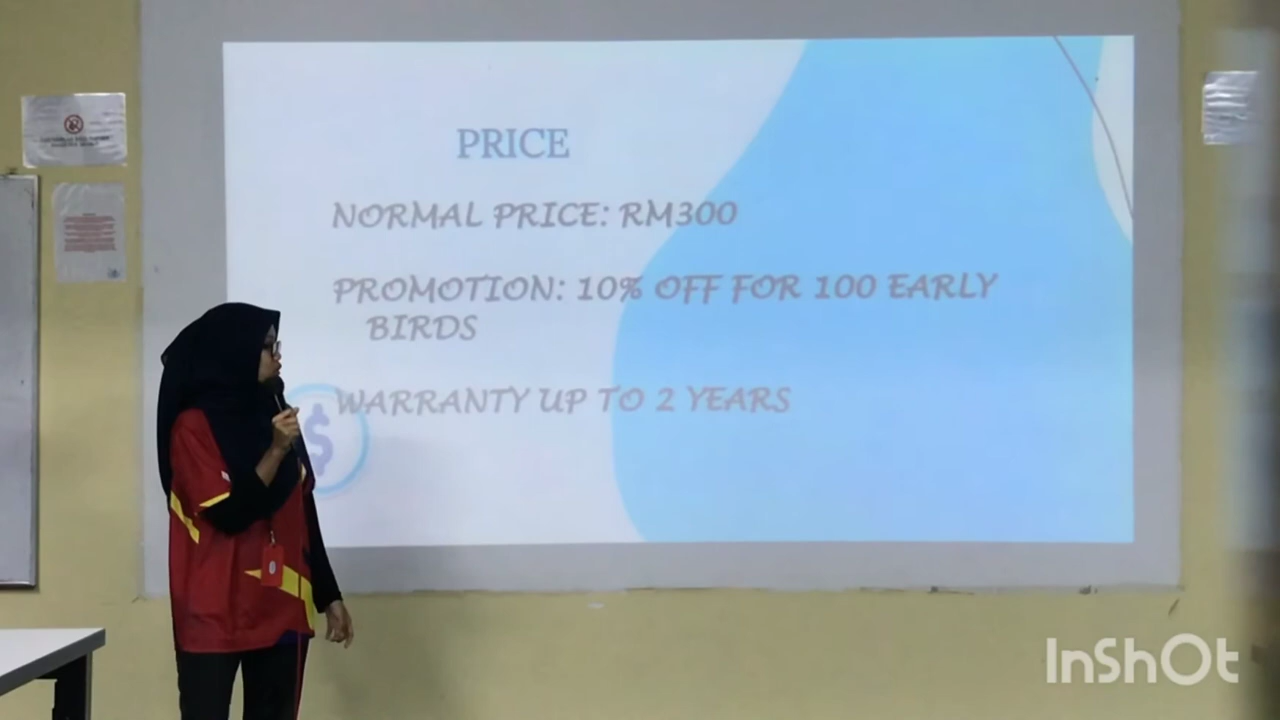 PRICE
NORMAL PRICE: RM300
PROMOTION: 10% OFF FOR 100 EARLY
BIRDS
WARRANTY UP TO 2 YEARS
$
InShOt